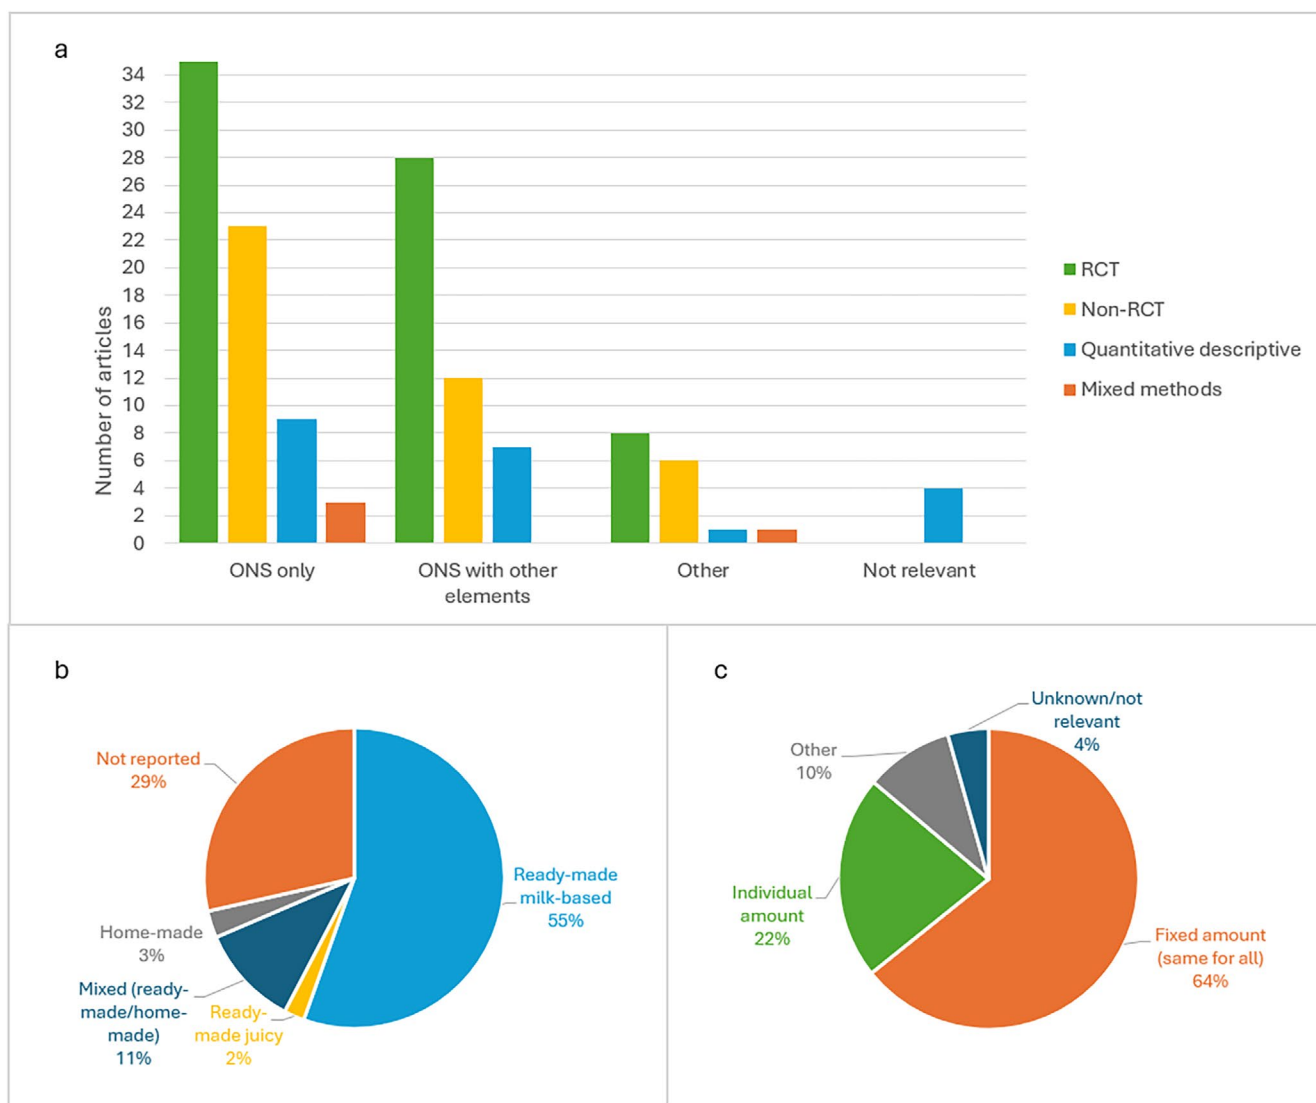 a
34
32
30
28
26
24
22
20
18
16
14
12
10
8
6
4
2
0
Number of articles
ONS only
ONS with other
elements
Other
Not relevant
RCT
Non-RCT
Quantitative descriptive
Mixed methods
b
Not reported
29%
Ready-made
milk-based
55%
Home-made
3%
Mixed (ready-
made/home-
made)
11%
Ready-
made juicy
2%
c
Unknown/not
relevant
4%
Other
10%
Individual
amount
22%
Fixed amount
(same for all)
64%